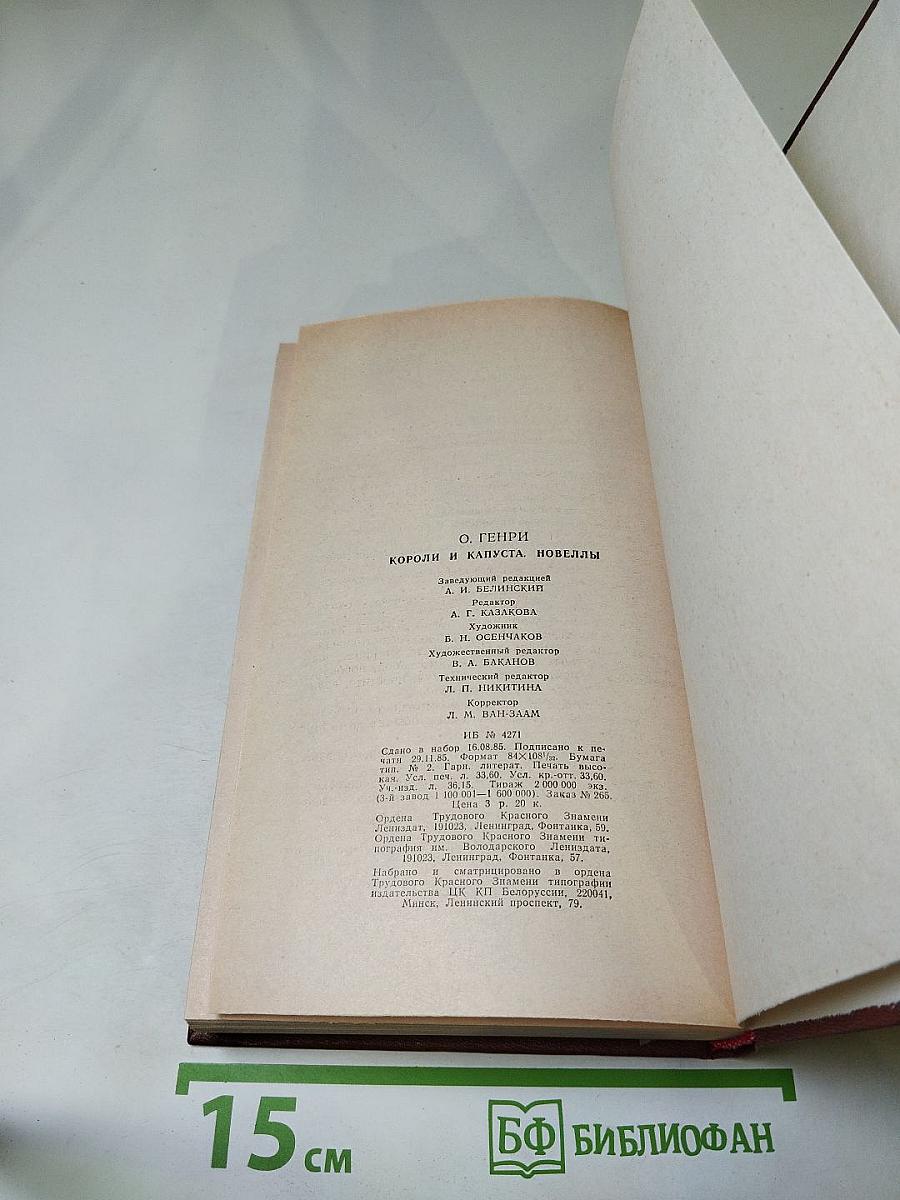 О. ГЕНРИ
КОРОЛИ И КАПУСТА. НОВЕЛЛЫ
Заведующий редакцией
А. И. БЕЛИНСКИЙ
Редактор
А. Г. КАЗАКОВА
Художник
Б. Н. ОСЕНЧАКОВ
Художественный редактор
В. А. БАКАНОВ
Технический редактор
Л. П. НИКИТИНА
Корректор
Л. М. ВАН-ЗААМ
ИБ № 4271
Сдано в набор 16.08.85. Подписано к пе-
чати 29.11.85. Формат 84×108¹/₃₂. Бумага
тип. № 2. Гарн. литерат. Печать высо-
кая. Усл. печ. л. 33,60. Усл. кр.-отт. 33,60.
Уч.-изд. л. 36,15. Тираж 2 000 000 экз.
(3-й завод 1 100 001—1 600 000). Заказ № 265.
Цена 3 р. 20 к.
Ордена Трудового Красного Знамени
Лениздат, 191023, Ленинград, Фонтанка, 59.
Ордена Трудового Красного Знамени ти-
пография им. Володарского Лениздата,
191023, Ленинград, Фонтанка, 57.
Набрано и сматрицировано в ордена
Трудового Красного Знамени типографии
издательства ЦК КП Белоруссии, 220041,
Минск, Ленинский проспект, 79.
15 см
БФ БИБЛИОФАН